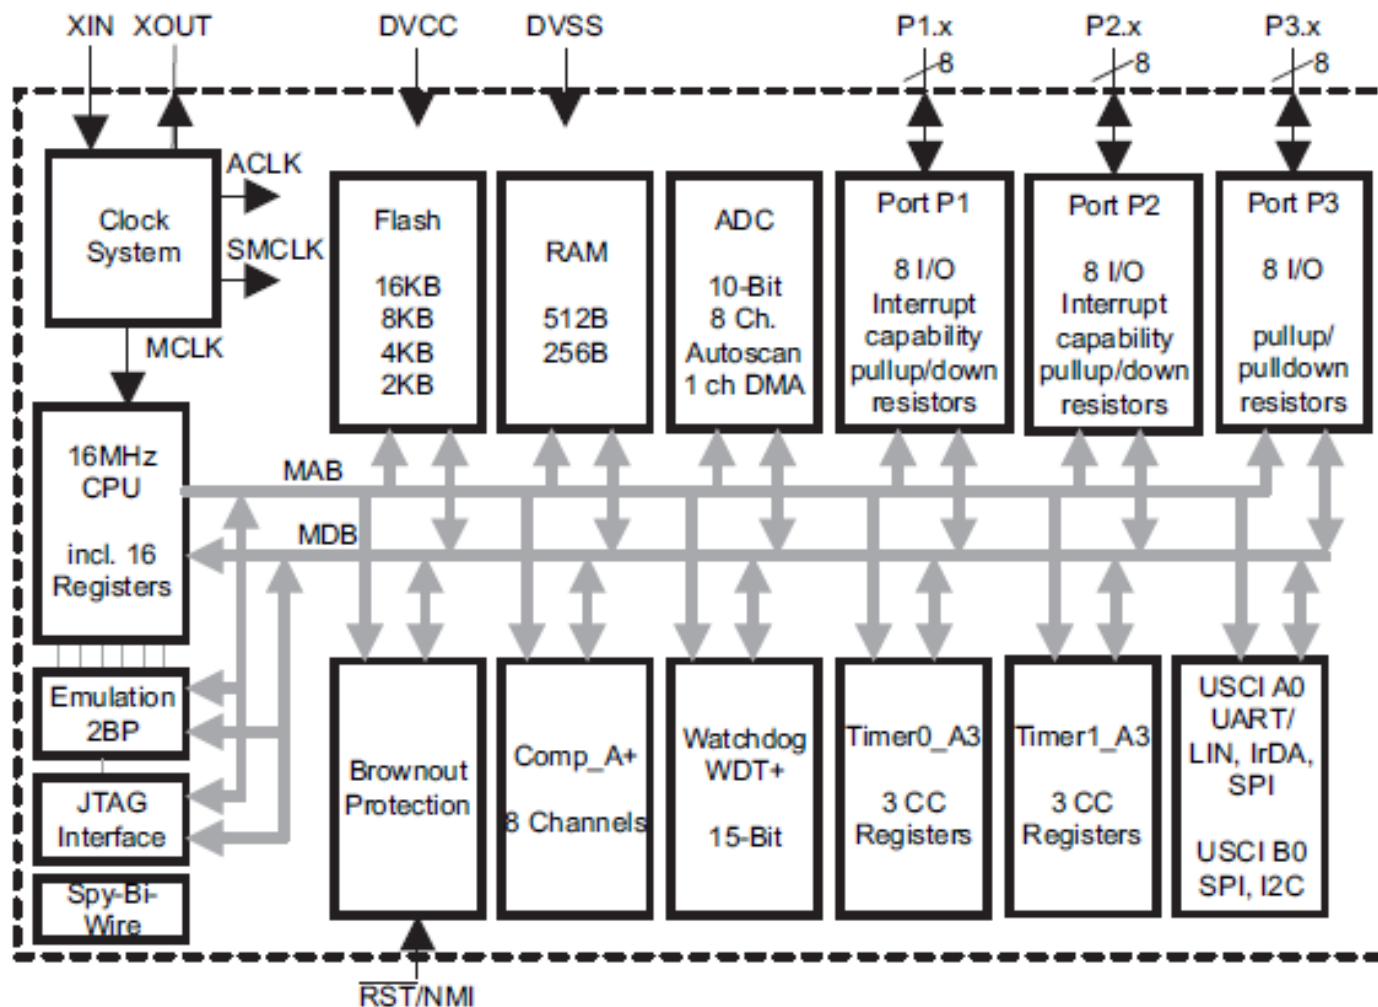 XIN XOUT DVCC DVSS P1.x P2.x P3.x
8 8 8
Clock
System
ACLK
SMCLK
MCLK
Flash
16KB
8KB
4KB
2KB
RAM
512B
256B
ADC
10-Bit
8 Ch.
Autoscan
1 ch DMA
Port P1
8 I/O
Interrupt
capability
pullup/down
resistors
Port P2
8 I/O
Interrupt
capability
pullup/down
resistors
Port P3
8 I/O
pullup/
pulldown
resistors
16MHz
CPU
incl. 16
Registers
MAB
MDB
Emulation
2BP
JTAG
Interface
Spy-Bi-
Wire
Brownout
Protection
Comp_A+
8 Channels
Watchdog
WDT+
15-Bit
Timer0_A3
3 CC
Registers
Timer1_A3
3 CC
Registers
USCI A0
UART/
LIN, IrDA,
SPI
USCI B0
SPI, I2C
RST/NMI